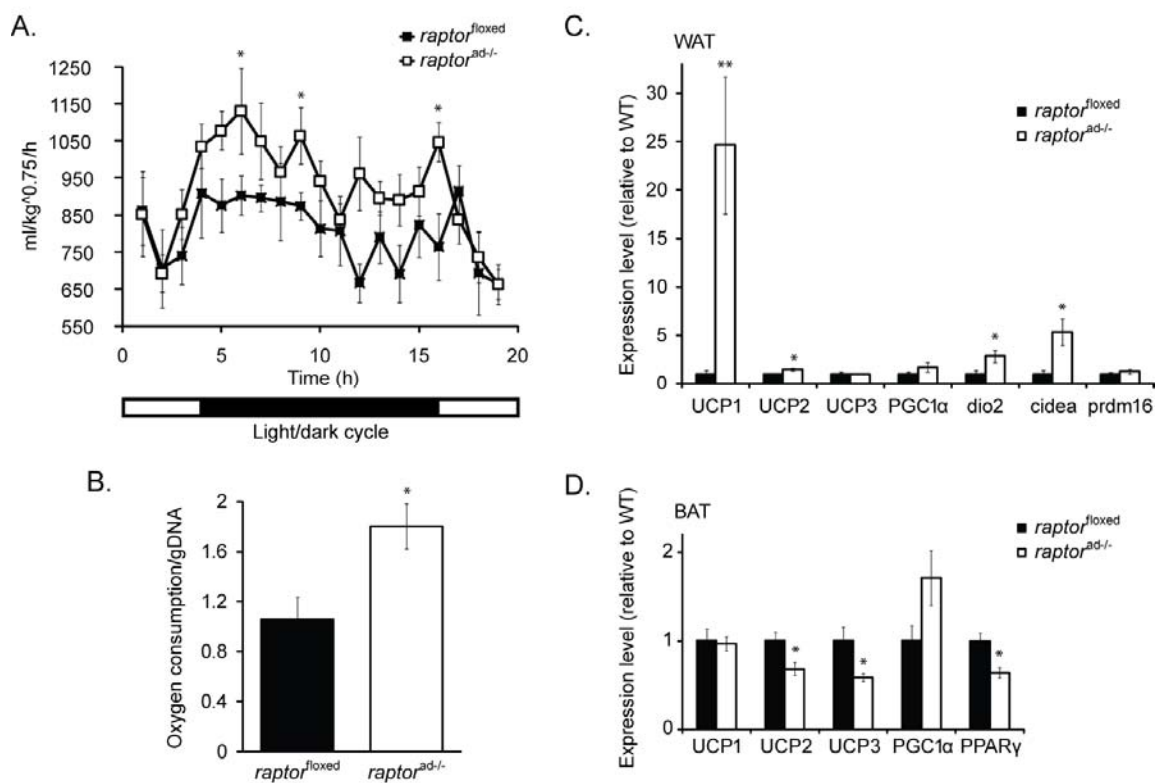 A.
raptor^floxed
raptor^ad-/-
*
*
*
1250
1150
1050
950
850
750
650
550
ml/kg^0.75/h
0
5
10
15
20
Time (h)
Light/dark cycle
B.
*
2
1.6
1.2
0.8
0.4
0
Oxygen consumption/gDNA
raptor^floxed
raptor^ad-/-
C.
WAT
**
raptor^floxed
raptor^ad-/-
30
25
20
15
10
5
0
Expression level (relative to WT)
*
*
*
UCP1
UCP2
UCP3
PGC1α
dio2
cidea
prdm16
D.
BAT
raptor^floxed
raptor^ad-/-
2
1
0
Expression level (relative to WT)
*
*
*
UCP1
UCP2
UCP3
PGC1α
PPARγ